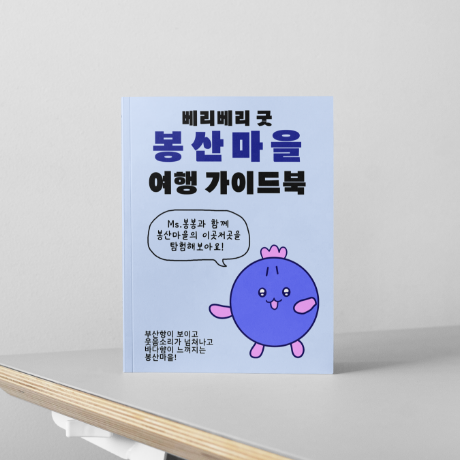 베리베리 굿
봉산마을
여행 가이드북
Ms.봉봉과 함께
봉산마을의 이곳저곳을
탐험해보아요!
부산항이 보이고
웃음소리가 넘쳐나고
바다향이 느껴지는
봉산마을!